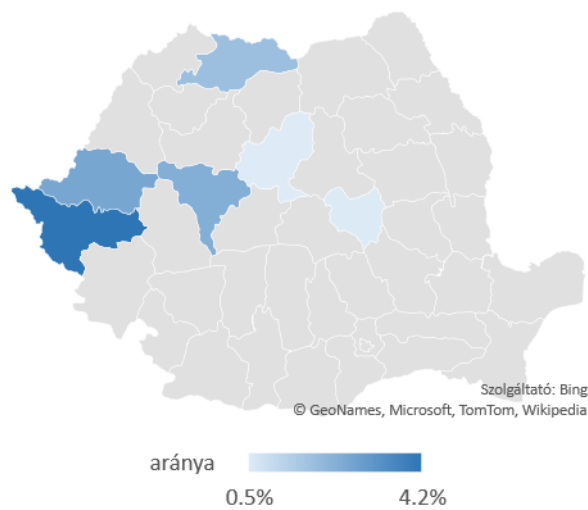 Szolgáltató: Bing
© GeoNames, Microsoft, TomTom, Wikipedia
aránya
0.5%
4.2%